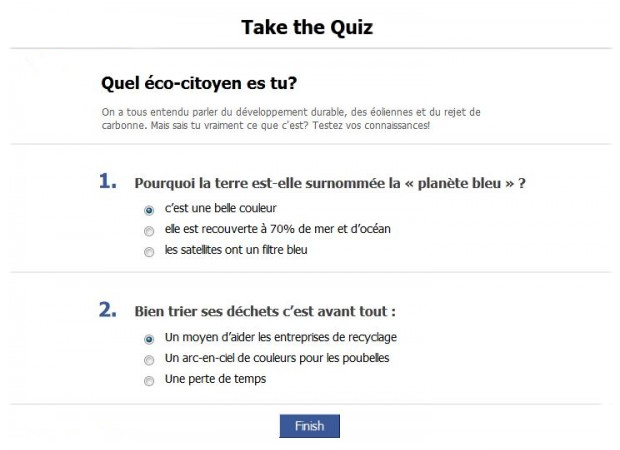 Take the Quiz
Quel éco-citoyen es tu?
On a tous entendu parler du développement durable, des éoliennes et du rejet de
carbonne. Mais sais tu vraiment ce que c'est? Testez vos connaissances!
1. Pourquoi la terre est-elle surnommée la « planète bleu » ?
c'est une belle couleur
elle est recouverte à 70% de mer et d'océan
les satellites ont un filtre bleu
2. Bien trier ses déchets c'est avant tout :
Un moyen d'aider les entreprises de recyclage
Un arc-en-ciel de couleurs pour les poubelles
Une perte de temps
Finish